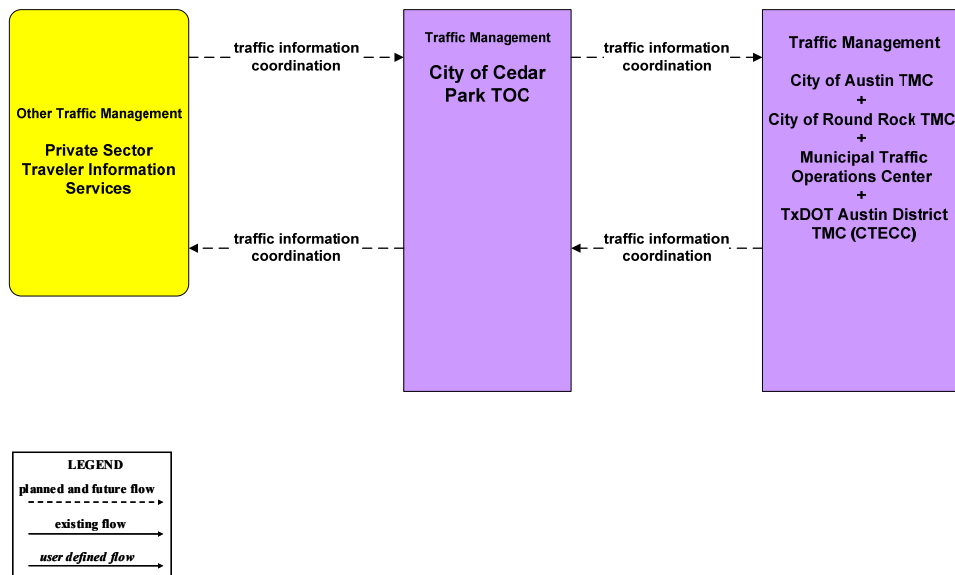 Other Traffic Management
Private Sector
Traveler Information
Services
traffic information
coordination
traffic information
coordination
Traffic Management
City of Cedar
Park TOC
traffic information
coordination
traffic information
coordination
Traffic Management
City of Austin TMC
+
City of Round Rock TMC
+
Municipal Traffic
Operations Center
+
TxDOT Austin District
TMC (CTECC)
LEGEND
planned and future flow
existing flow
user defined flow